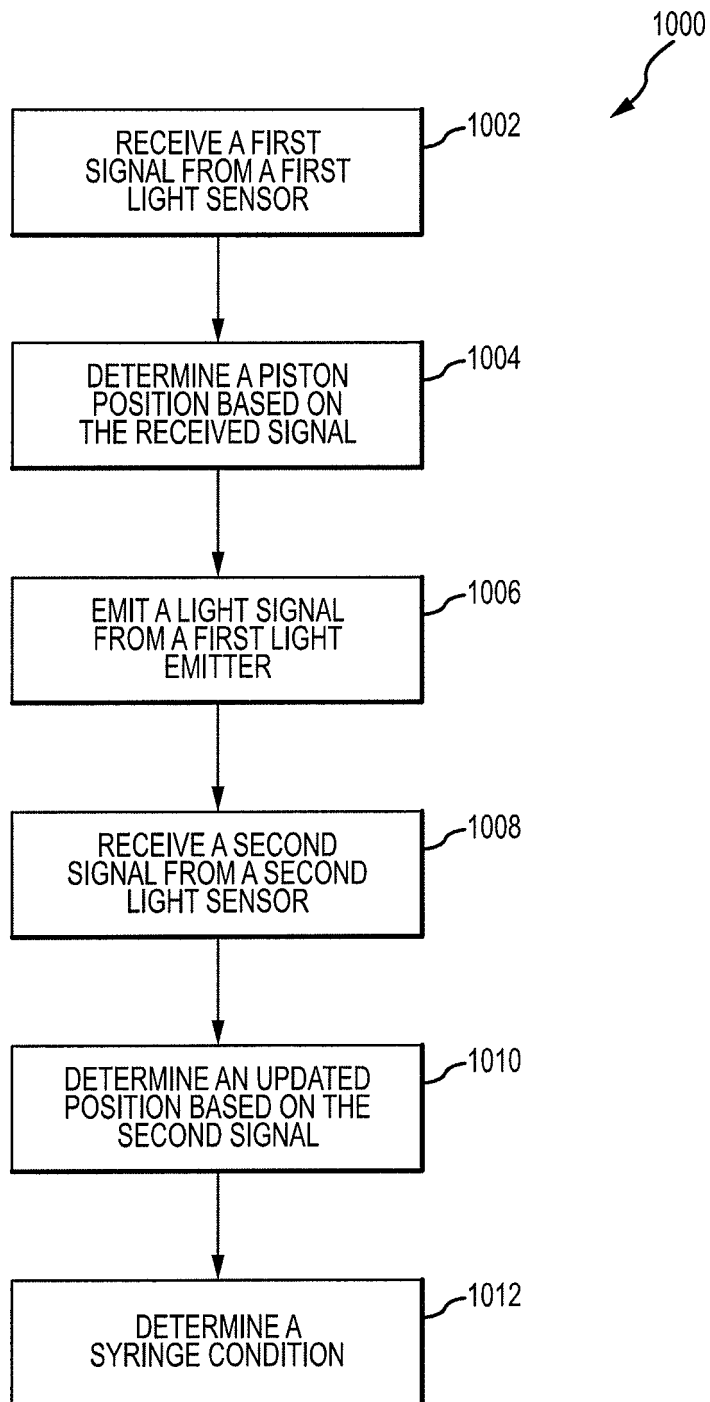 1000
1002
RECEIVE A FIRST
SIGNAL FROM A FIRST
LIGHT SENSOR
1004
DETERMINE A PISTON
POSITION BASED ON
THE RECEIVED SIGNAL
1006
EMIT A LIGHT SIGNAL
FROM A FIRST LIGHT
EMITTER
1008
RECEIVE A SECOND
SIGNAL FROM A SECOND
LIGHT SENSOR
1010
DETERMINE AN UPDATED
POSITION BASED ON THE
SECOND SIGNAL
1012
DETERMINE A
SYRINGE CONDITION